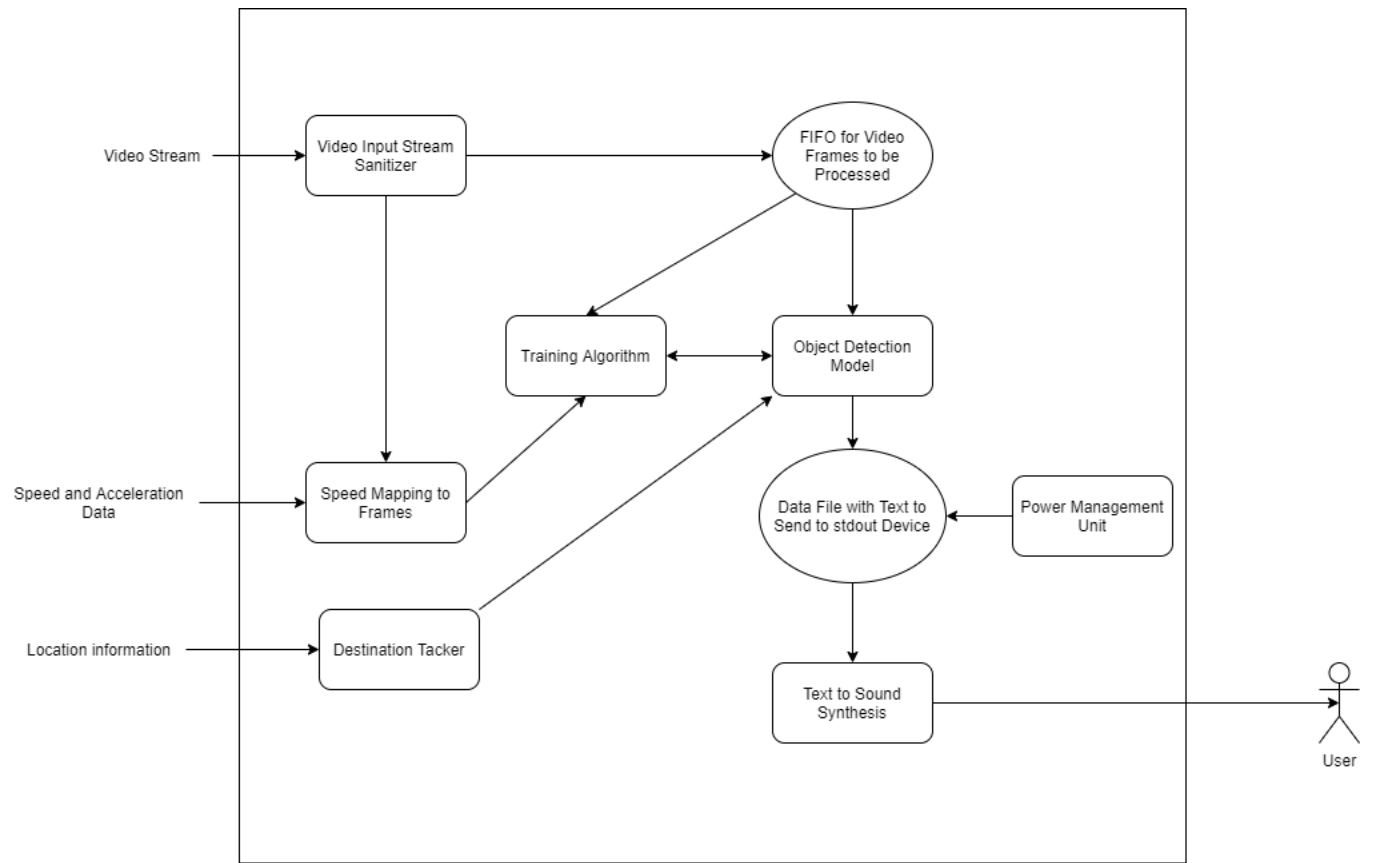 Video Stream
Video Input Stream
Sanitizer
FIFO for Video
Frames to be
Processed
Training Algorithm
Object Detection
Model
Speed and Acceleration
Data
Speed Mapping to
Frames
Data File with Text to
Send to stdout Device
Power Management
Unit
Location information
Destination Tacker
Text to Sound
Synthesis
User